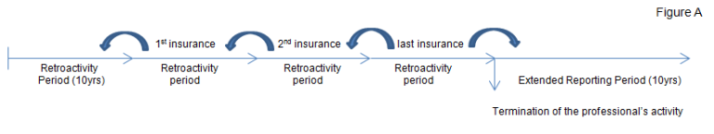 Figure A
1st insurance
2nd insurance
last insurance
Retroactivity
Period (10yrs)
Retroactivity
period
Retroactivity
period
Retroactivity
period
Extended Reporting Period (10yrs)
Termination of the professional's activity